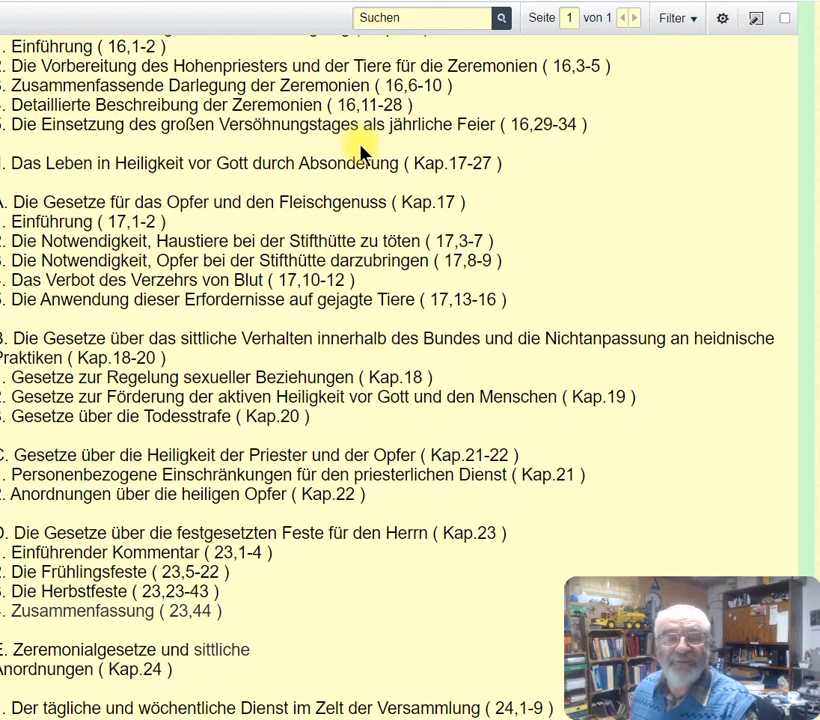 Suchen Seite 1 von 1 Filter
. Einführung ( 16,1-2 )
. Die Vorbereitung des Hohenpriesters und der Tiere für die Zeremonien ( 16,3-5 )
. Zusammenfassende Darlegung der Zeremonien ( 16,6-10 )
. Detaillierte Beschreibung der Zeremonien ( 16,11-28 )
. Die Einsetzung des großen Versöhnungstages als jährliche Feier ( 16,29-34 )
. Das Leben in Heiligkeit vor Gott durch Absonderung ( Kap.17-27 )
A. Die Gesetze für das Opfer und den Fleischgenuss ( Kap.17 )
. Einführung ( 17,1-2 )
2. Die Notwendigkeit, Haustiere bei der Stifthütte zu töten ( 17,3-7 )
3. Die Notwendigkeit, Opfer bei der Stifthütte darzubringen ( 17,8-9 )
. Das Verbot des Verzehrs von Blut ( 17,10-12 )
5. Die Anwendung dieser Erfordernisse auf gejagte Tiere ( 17,13-16 )
B. Die Gesetze über das sittliche Verhalten innerhalb des Bundes und die Nichtanpassung an heidnische
Praktiken ( Kap.18-20 )
. Gesetze zur Regelung sexueller Beziehungen ( Kap.18 )
2. Gesetze zur Förderung der aktiven Heiligkeit vor Gott und den Menschen ( Kap.19 )
3. Gesetze über die Todesstrafe ( Kap.20 )
C. Gesetze über die Heiligkeit der Priester und der Opfer ( Kap.21-22 )
. Personenbezogene Einschränkungen für den priesterlichen Dienst ( Kap.21 )
2. Anordnungen über die heiligen Opfer ( Kap.22 )
D. Die Gesetze über die festgesetzten Feste für den Herrn ( Kap.23 )
. Einführender Kommentar ( 23,1-4 )
2. Die Frühlingsfeste ( 23,5-22 )
3. Die Herbstfeste ( 23,23-43 )
. Zusammenfassung ( 23,44 )
E. Zeremonialgesetze und sittliche
Anordnungen ( Kap.24 )
. Der tägliche und wöchentliche Dienst im Zelt der Versammlung ( 24,1-9 )